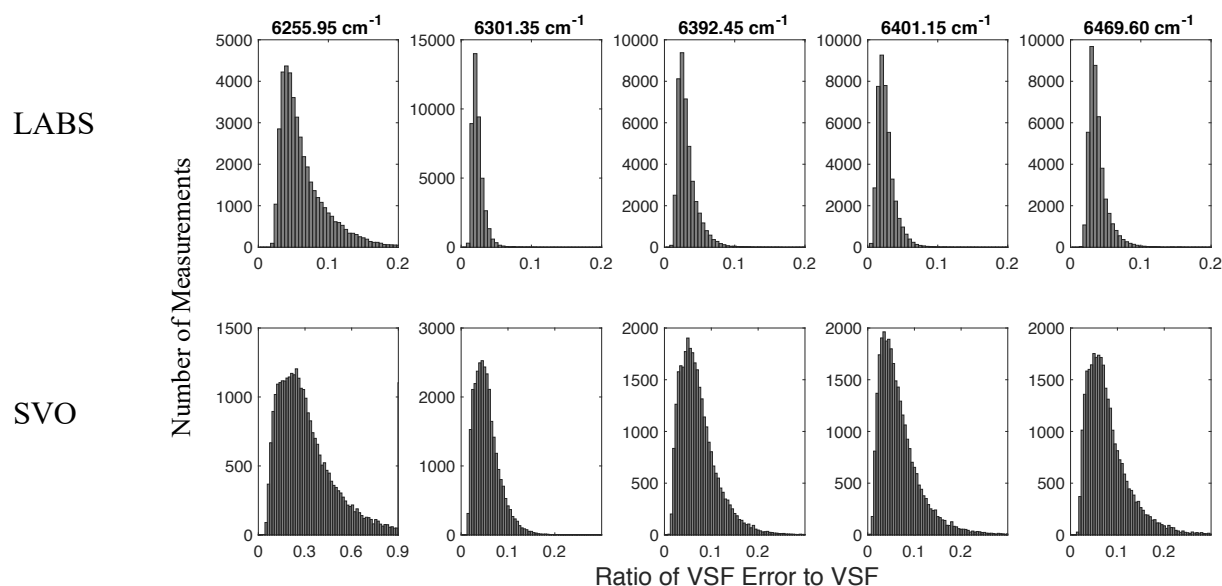 6255.95 cm⁻¹ 6301.35 cm⁻¹ 6392.45 cm⁻¹ 6401.15 cm⁻¹ 6469.60 cm⁻¹
LABS
Number of Measurements
5000 4000 3000 2000 1000 0
0 0.1 0.2
15000 10000 5000 0
0 0.1 0.2
10000 8000 6000 4000 2000 0
0 0.1 0.2
10000 8000 6000 4000 2000 0
0 0.1 0.2
10000 8000 6000 4000 2000 0
0 0.1 0.2
SVO
1500 1000 500 0
0 0.3 0.6 0.9
3000 2000 1000 0
0 0.1 0.2
2000 1500 1000 500 0
0 0.1 0.2
2000 1500 1000 500 0
0 0.1 0.2
2000 1500 1000 500 0
0 0.1 0.2
Ratio of VSF Error to VSF